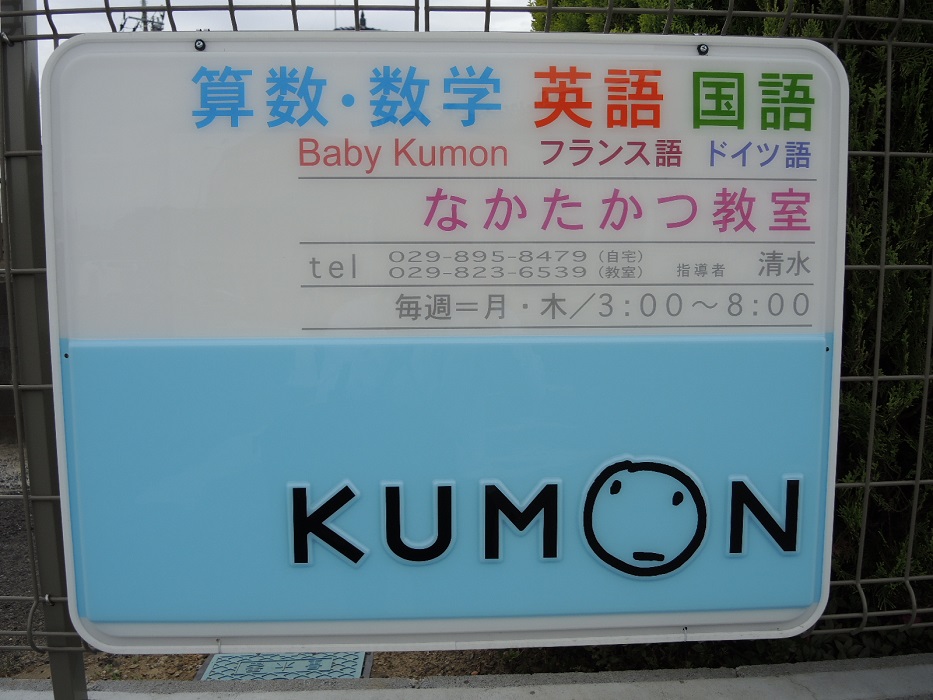 算数・数学 英語 国語
Baby Kumon フランス語 ドイツ語
なかたかつ教室
tel 029-895-8479（自宅）
029-823-6539（教室） 指導者 清水
毎週＝月・木／3:00～8:00
KUMON